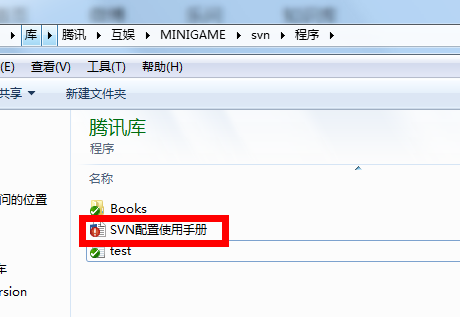 库 腾讯 互娱 MINIGAME svn 程序
(E) 查看(V) 工具(T) 帮助(H)
共享 新建文件夹
腾讯库
程序
名称
问的位置
Books
SVN配置使用手册
test
库
rsion